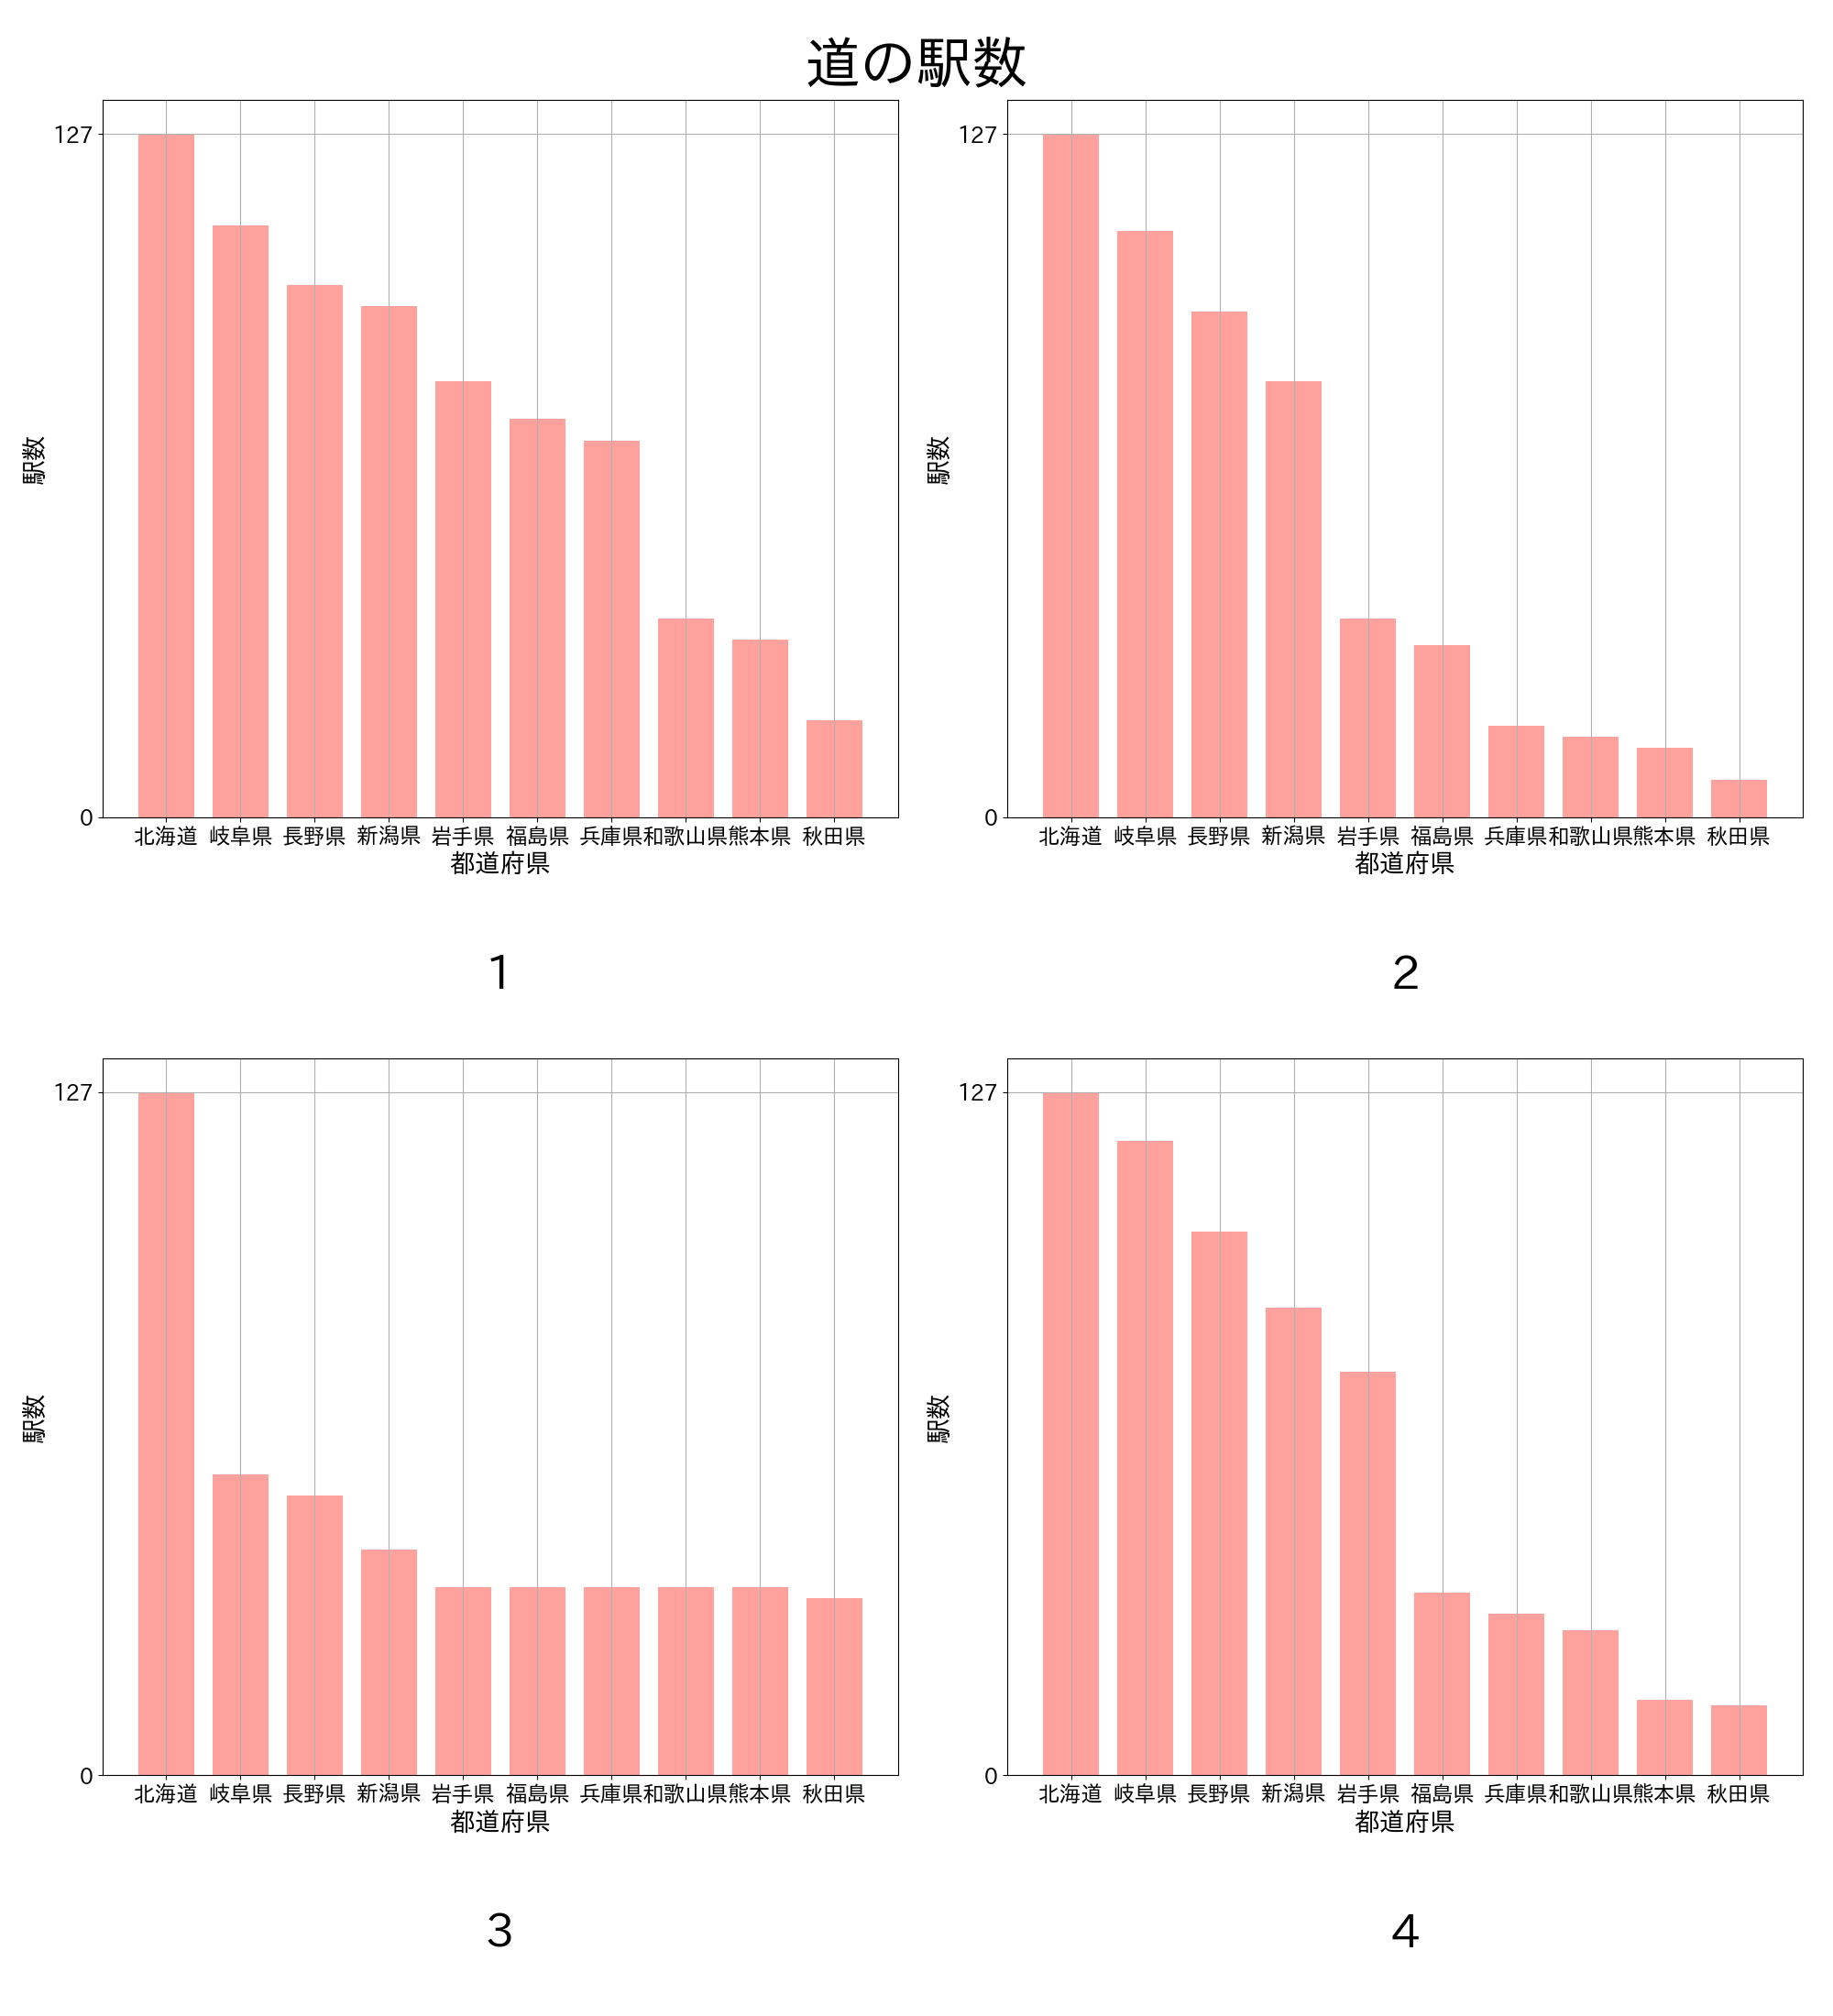 道の駅数
127
0
駅数
北海道 岐阜県 長野県 新潟県 岩手県 福島県 兵庫県 和歌山県 熊本県 秋田県
都道府県
1
127
0
駅数
北海道 岐阜県 長野県 新潟県 岩手県 福島県 兵庫県 和歌山県 熊本県 秋田県
都道府県
2
127
0
駅数
北海道 岐阜県 長野県 新潟県 岩手県 福島県 兵庫県 和歌山県 熊本県 秋田県
都道府県
3
127
0
駅数
北海道 岐阜県 長野県 新潟県 岩手県 福島県 兵庫県 和歌山県 熊本県 秋田県
都道府県
4